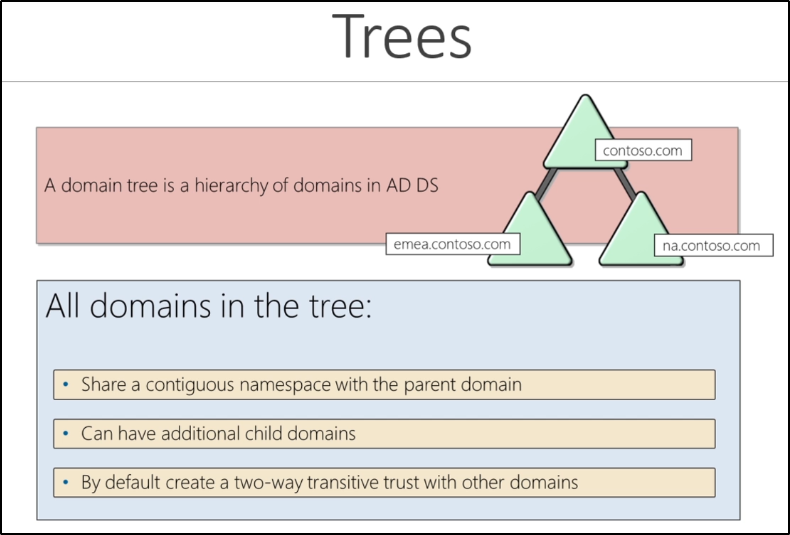 Trees
contoso.com
A domain tree is a hierarchy of domains in AD DS
emea.contoso.com
na.contoso.com
All domains in the tree:
• Share a contiguous namespace with the parent domain
• Can have additional child domains
• By default create a two-way transitive trust with other domains